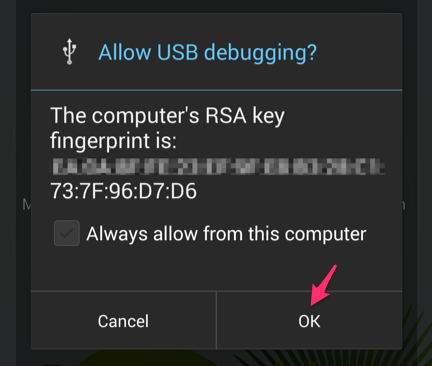 Allow USB debugging?
The computer's RSA key
fingerprint is:
73:7F:96:D7:D6
Always allow from this computer
Cancel
OK